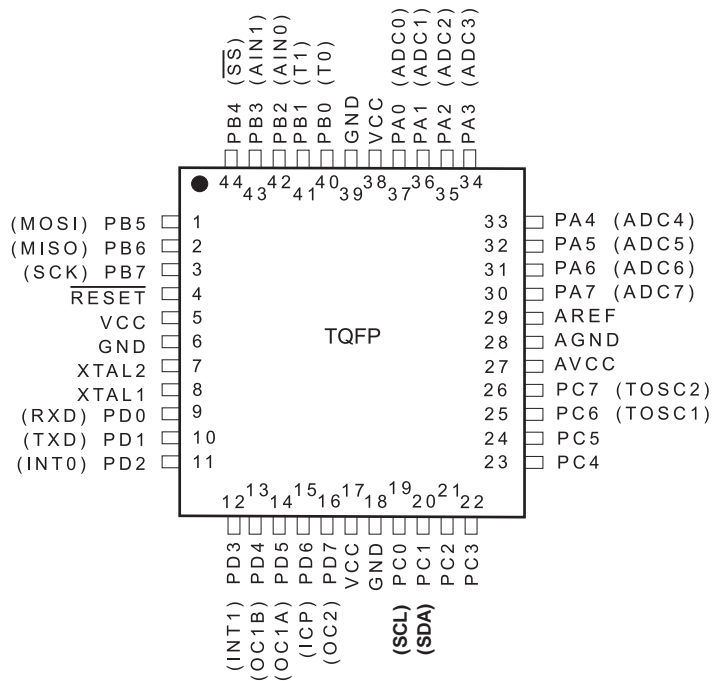 PB4 (SS)
PB3 (AIN1)
PB2 (AIN0)
PB1 (T1)
PB0 (T0)
GND
VCC
PA0 (ADC0)
PA1 (ADC1)
PA2 (ADC2)
PA3 (ADC3)
44 43 42 41 40 39 38 37 36 35 34
(MOSI) PB5 1
(MISO) PB6 2
(SCK) PB7 3
RESET 4
VCC 5
GND 6
XTAL2 7
XTAL1 8
(RXD) PD0 9
(TXD) PD1 10
(INT0) PD2 11
TQFP
33 PA4 (ADC4)
32 PA5 (ADC5)
31 PA6 (ADC6)
30 PA7 (ADC7)
29 AREF
28 AGND
27 AVCC
26 PC7 (TOSC2)
25 PC6 (TOSC1)
24 PC5
23 PC4
12 13 14 15 16 17 18 19 20 21 22
(INT1) PD3
(OC1B) PD4
(OC1A) PD5
(ICP) PD6
(OC2) PD7
VCC
GND
(SCL) PC0
(SDA) PC1
PC2
PC3